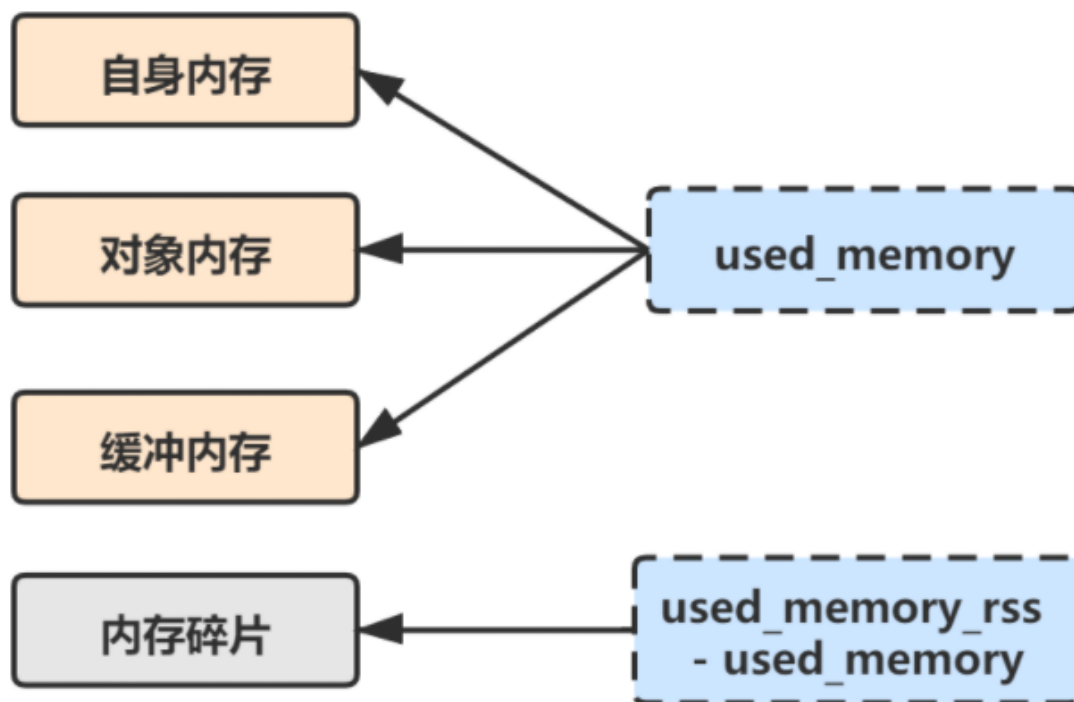 自身内存
对象内存
used_memory
缓冲内存
内存碎片
used_memory_rss
- used_memory